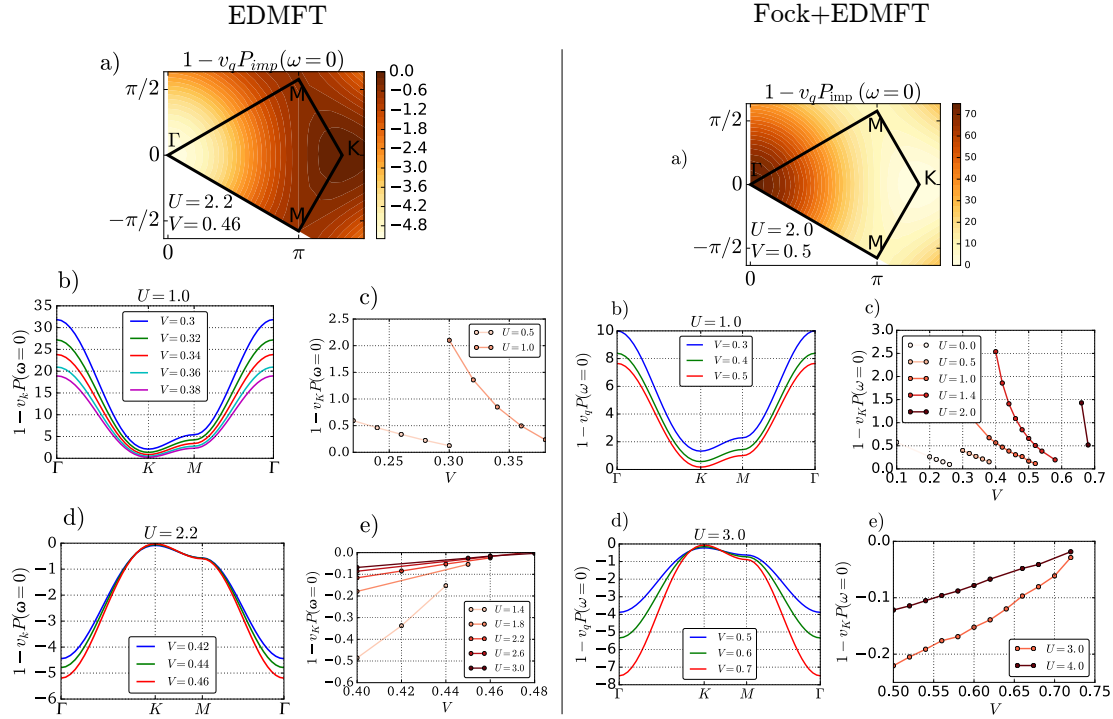 EDMFT
Fock+EDMFT
a)
1 − v_q P_imp(ω=0)
π/2
0
−π/2
0
π
Γ
M
K
M
U=2.2
V=0.46
0.0
−0.6
−1.2
−1.8
−2.4
−3.0
−3.6
−4.2
−4.8
a)
1 − v_q P_imp (ω=0)
π/2
0
−π/2
0
π
Γ
M
K
M
U=2.0
V=0.5
70
60
50
40
30
20
10
0
b)
U=1.0
1 − v_k P(ω=0)
35
30
25
20
15
10
5
0
V=0.3
V=0.32
V=0.34
V=0.36
V=0.38
Γ K M Γ
c)
1 − v_K P(ω=0)
2.5
2.0
1.5
1.0
0.5
0.0
U=0.5
U=1.0
0.25 0.30 0.35
V
b)
U=1.0
1 − v_q P(ω=0)
10
8
6
4
2
0
V=0.3
V=0.4
V=0.5
Γ K M Γ
c)
1 − v_K P(ω=0)
3.0
2.5
2.0
1.5
1.0
0.5
0.0
U=0.0
U=0.5
U=1.0
U=1.4
U=2.0
0.1 0.2 0.3 0.4 0.5 0.6 0.7
V
d)
U=2.2
1 − v_k P(ω=0)
0
−1
−2
−3
−4
−5
−6
V=0.42
V=0.44
V=0.46
Γ K M Γ
e)
1 − v_K P(ω=0)
0.0
−0.1
−0.2
−0.3
−0.4
−0.5
−0.6
U=1.4
U=1.8
U=2.2
U=2.6
U=3.0
0.40 0.42 0.44 0.46 0.48
V
d)
U=3.0
1 − v_q P(ω=0)
0
−1
−2
−3
−4
−5
−6
−7
−8
V=0.5
V=0.6
V=0.7
Γ K M Γ
e)
1 − v_K P(ω=0)
0.0
−0.1
−0.2
U=3.0
U=4.0
0.50 0.55 0.60 0.65 0.70 0.75
V